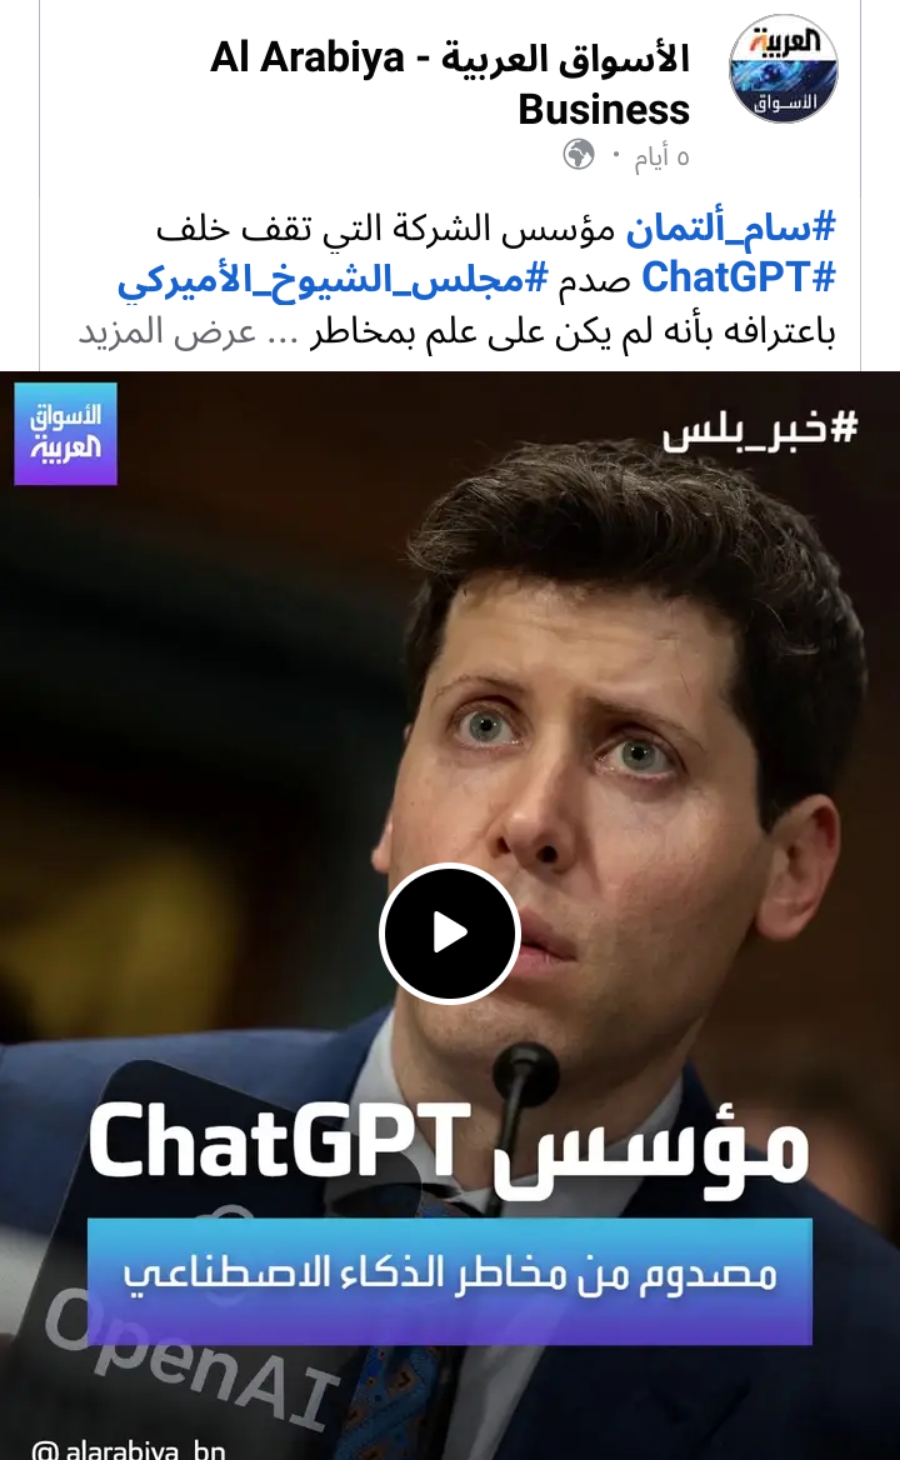 الأسواق العربية - Al Arabiya
Business
٥ أيام ·
العربية
الأسواق
#سام_ألتمان مؤسس الشركة التي تقف خلف
#ChatGPT صدم #مجلس_الشيوخ_الأميركي
باعترافه بأنه لم يكن على علم بمخاطر ... عرض المزيد
#خبر_بلس
الأسواق
العربية
مؤسس ChatGPT
مصدوم من مخاطر الذكاء الاصطناعي
OpenAI
@alarabiya_bn